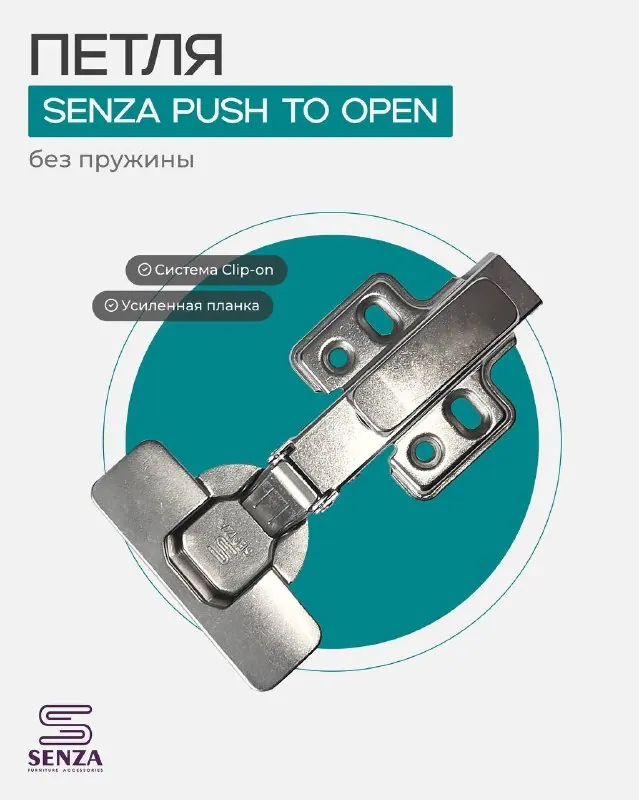 ПЕТЛЯ
SENZA PUSH TO OPEN
без пружины
Система Clip-on
Усиленная планка
SENZA
FURNITURE ACCESSORIES